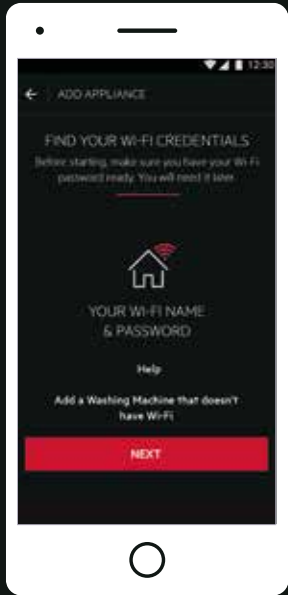 12:30
ADD APPLIANCE
FIND YOUR WI-FI CREDENTIALS
Before starting, make sure you have your Wi-Fi
password ready. You will need it later.
YOUR WI-FI NAME
& PASSWORD
Help
Add a Washing Machine that doesn't
have Wi-Fi
NEXT